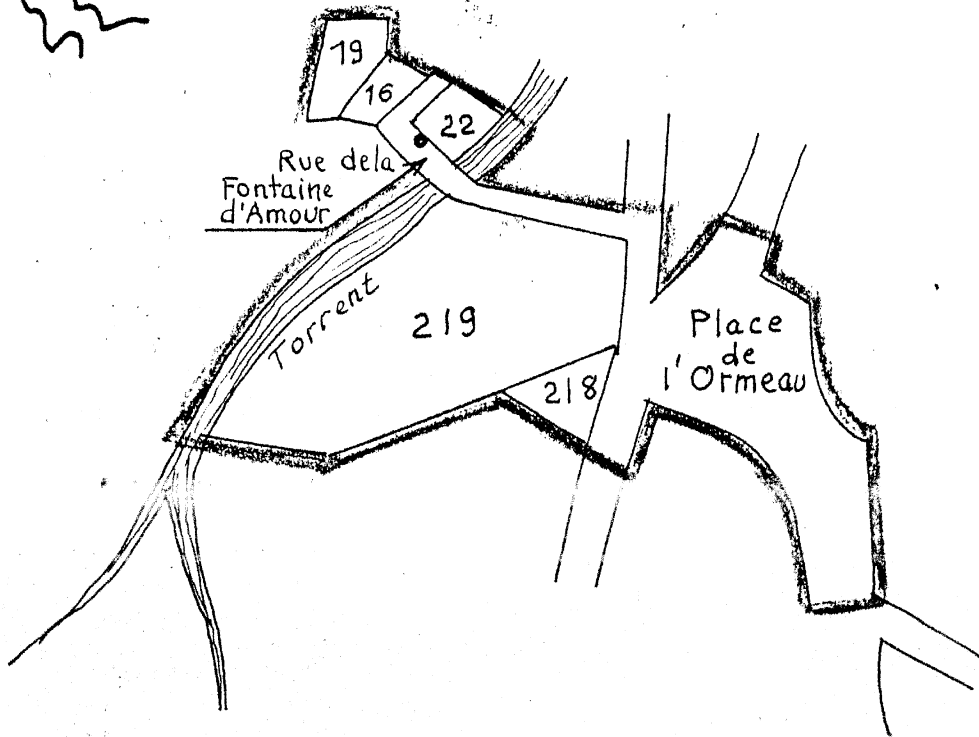 19
16
22
Rue dela
Fontaine
d'Amour
Torrent
219
218
Place
de
l'Ormeau